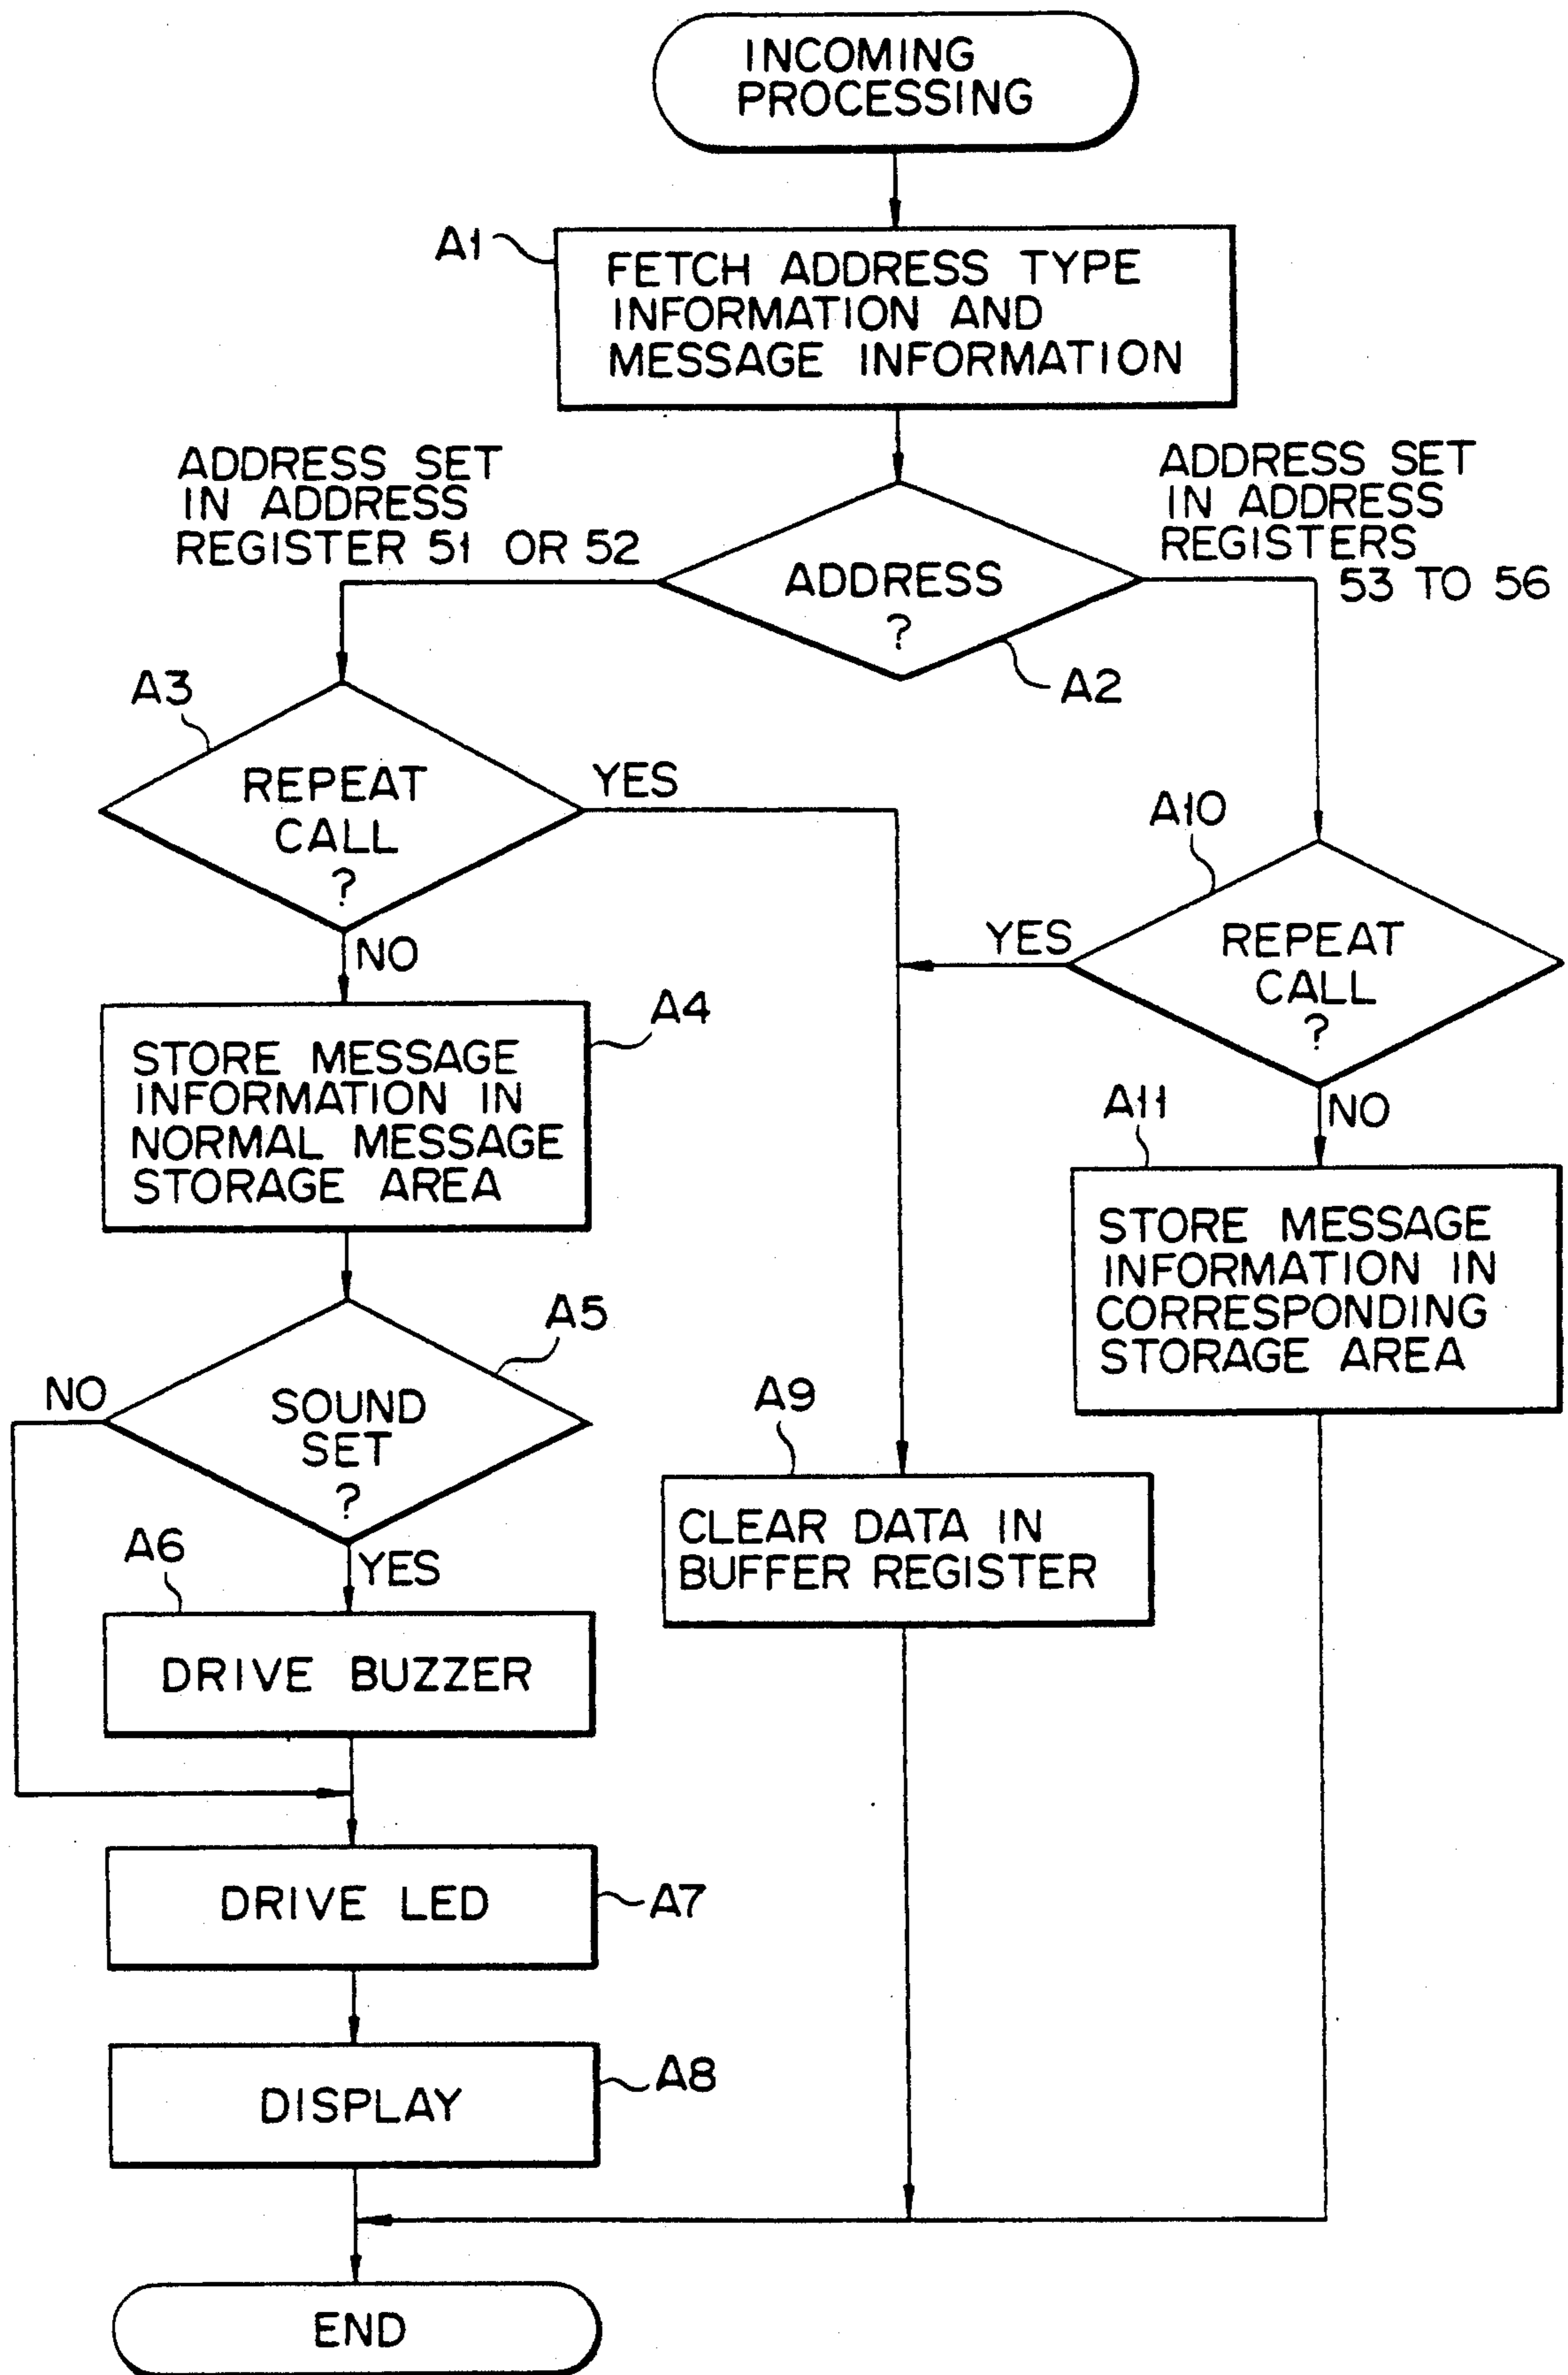 INCOMING
PROCESSING
A1
FETCH ADDRESS TYPE
INFORMATION AND
MESSAGE INFORMATION
ADDRESS SET
IN ADDRESS
REGISTER 51 OR 52
ADDRESS SET
IN ADDRESS
REGISTERS
53 TO 56
ADDRESS
?
A2
A3
REPEAT
CALL
?
YES
NO
A10
REPEAT
CALL
?
YES
NO
A4
STORE MESSAGE
INFORMATION IN
NORMAL MESSAGE
STORAGE AREA
A11
STORE MESSAGE
INFORMATION IN
CORRESPONDING
STORAGE AREA
A5
SOUND
SET
?
NO
YES
A9
CLEAR DATA IN
BUFFER REGISTER
A6
DRIVE BUZZER
DRIVE LED
A7
DISPLAY
A8
END